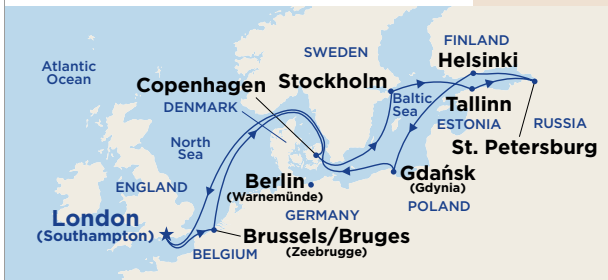 Atlantic
Ocean
SWEDEN
FINLAND
Helsinki
Copenhagen
Stockholm
DENMARK
Baltic
Sea
Tallinn
ESTONIA
RUSSIA
St. Petersburg
North
Sea
ENGLAND
Berlin
(Warnemünde)
Gdańsk
(Gdynia)
POLAND
GERMANY
London
(Southampton)
Brussels/Bruges
(Zeebrugge)
BELGIUM